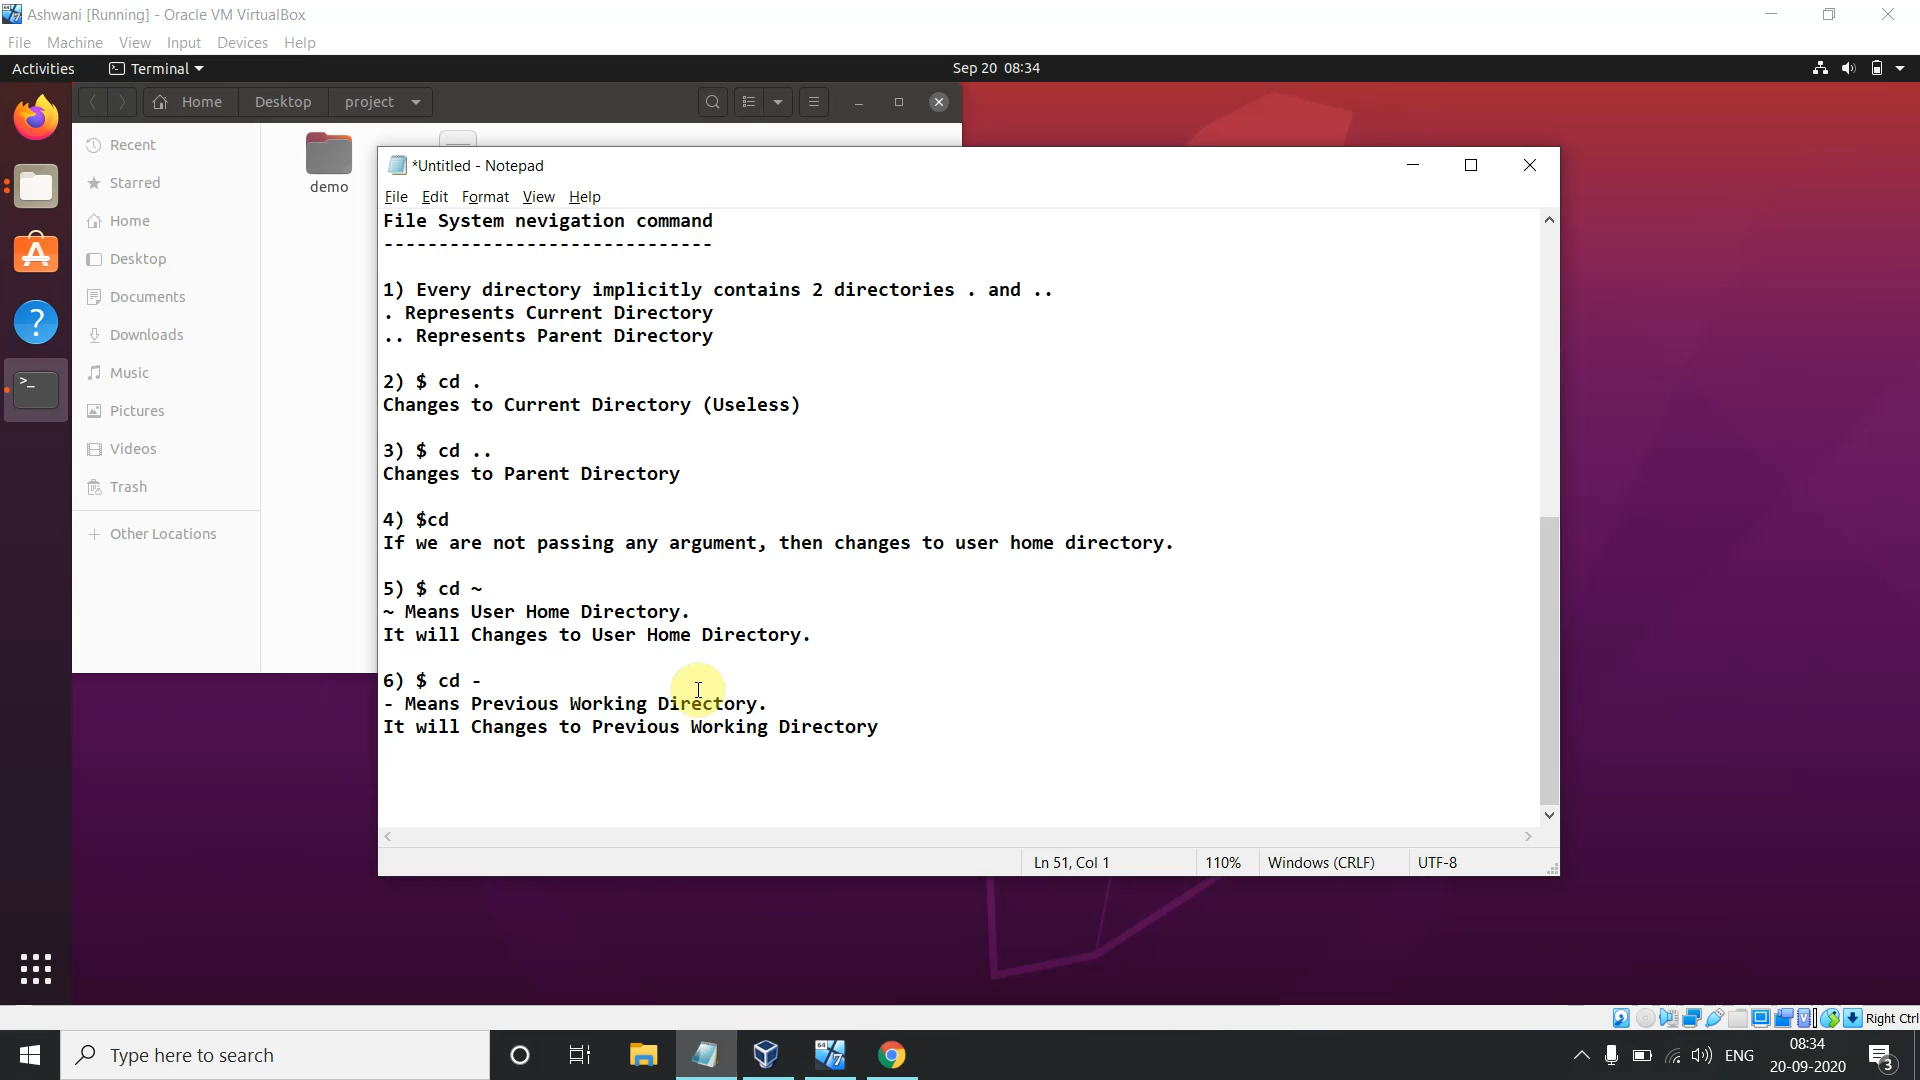 Ashwani [Running] - Oracle VM VirtualBox
File Machine View Input Devices Help
Activities Terminal Sep 20 08:34
Home Desktop project
Recent
Starred
Home
Desktop
Documents
Downloads
Music
Pictures
Videos
Trash
+ Other Locations
demo
*Untitled - Notepad
File Edit Format View Help
File System nevigation command
------------------------------
1) Every directory implicitly contains 2 directories . and ..
. Represents Current Directory
.. Represents Parent Directory
2) $ cd .
Changes to Current Directory (Useless)
3) $ cd ..
Changes to Parent Directory
4) $cd
If we are not passing any argument, then changes to user home directory.
5) $ cd ~
~ Means User Home Directory.
It will Changes to User Home Directory.
6) $ cd -
- Means Previous Working Directory.
It will Changes to Previous Working Directory
Ln 51, Col 1 110% Windows (CRLF) UTF-8
Right Ctrl
Type here to search
64
7
ENG
08:34
20-09-2020
3